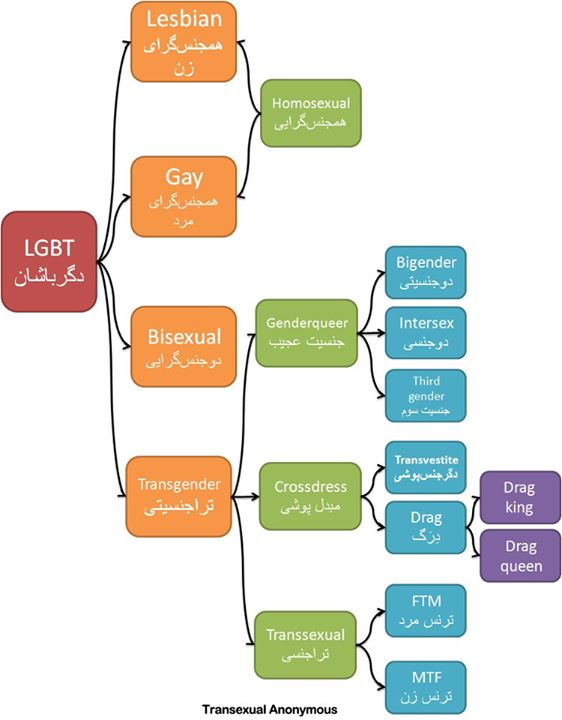 Lesbian
همجنس‌گرای
زن
Homosexual
همجنس‌گرایی
Gay
همجنس‌گرای
مرد
LGBT
دگرباشان
Bisexual
دوجنس‌گرایی
Transgender
تراجنسیتی
Genderqueer
جنسیت عجیب
Bigender
دوجنسیتی
Intersex
دوجنسی
Third
gender
جنسیت سوم
Crossdress
مبدل پوشی
Transvestite
دگرجنس‌پوشی
Drag
دِرَگ
Drag
king
Drag
queen
Transsexual
تراجنسی
FTM
ترنس مرد
MTF
ترنس زن
Transexual Anonymous